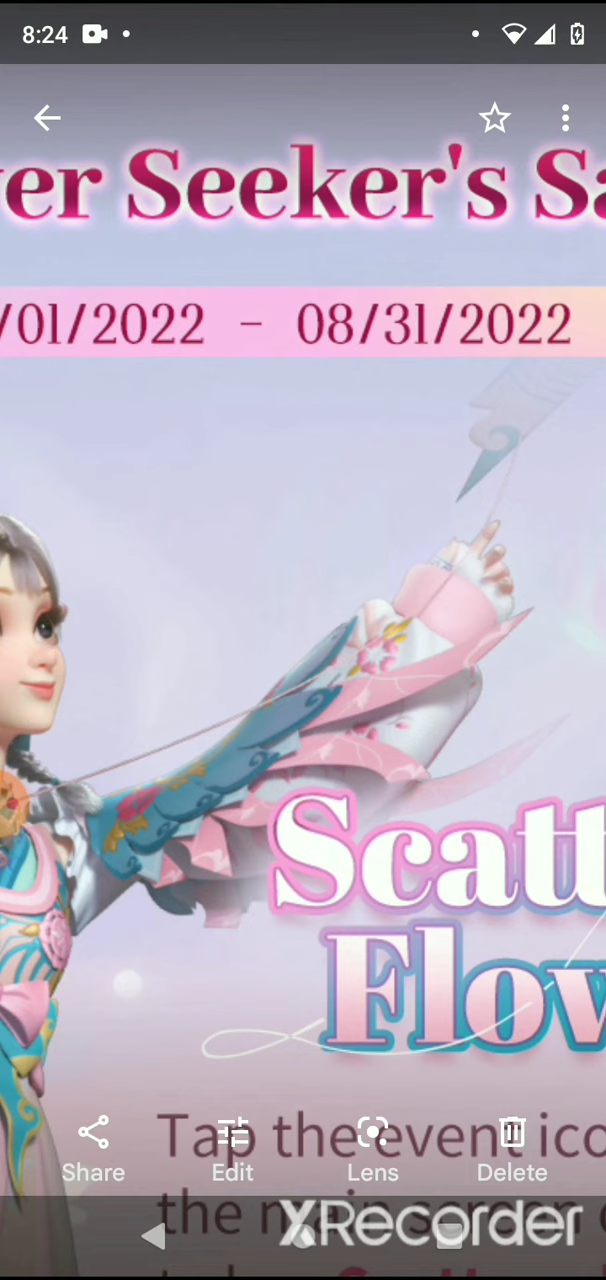 8:24
er Seeker's Sa
/01/2022 - 08/31/2022
Scatt
Flow
Tap the event ico
Share Edit Lens Delete
the main screen
XRecorder